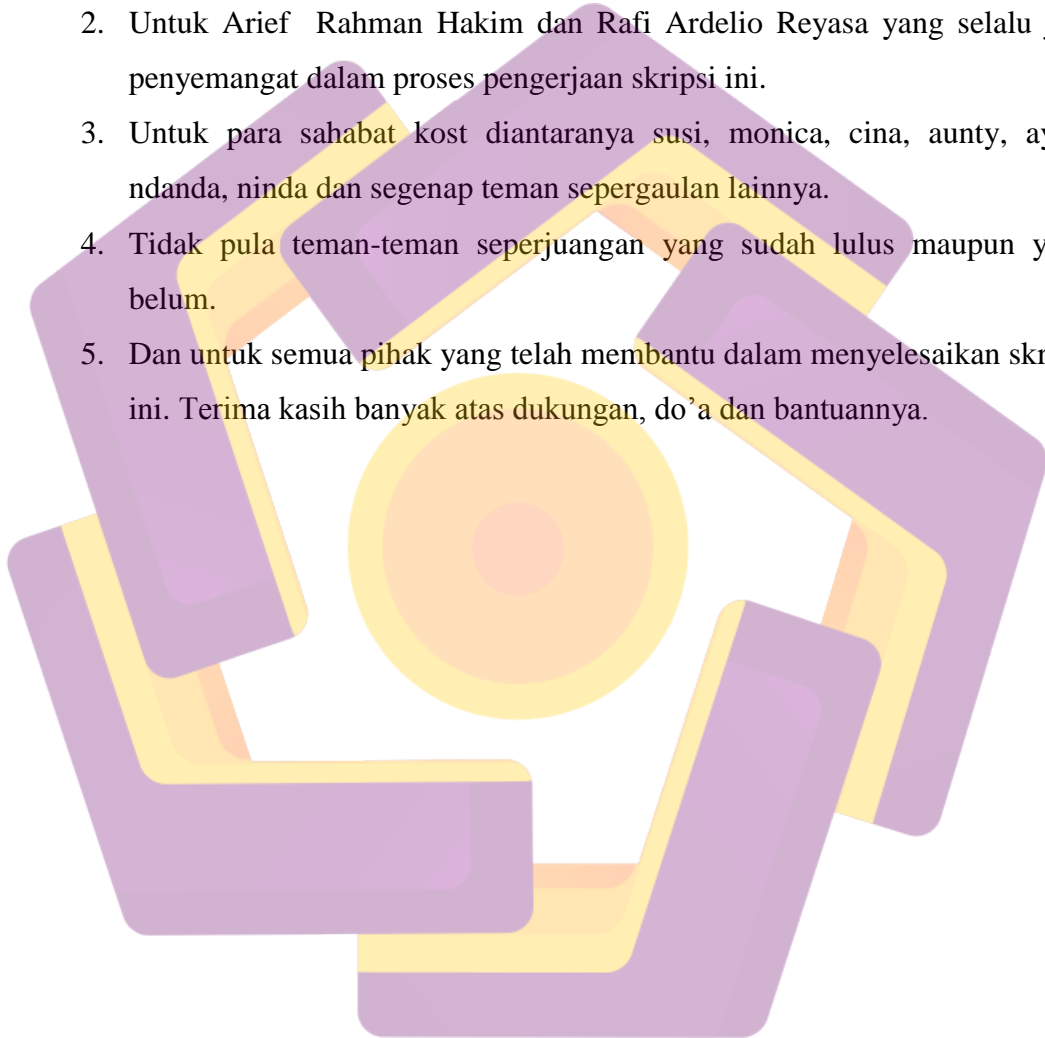 2. Untuk Arief Rahman Hakim dan Rafi Ardelio Reyasa yang selalu
penyemangat dalam proses pengerjaan skripsi ini.
3. Untuk para sahabat kost diantaranya susi, monica, cina, aunty,
ndanda, ninda dan segenap teman sepergaulan lainnya.
4. Tidak pula teman-teman seperjuangan yang sudah lulus maupun
belum.
5. Dan untuk semua pihak yang telah membantu dalam menyelesaikan
ini. Terima kasih banyak atas dukungan, do’a dan bantuannya.